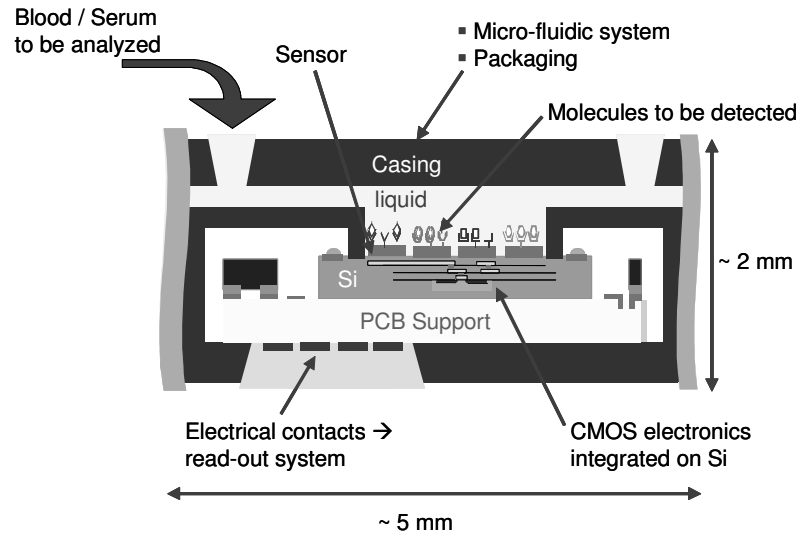 Blood / Serum
to be analyzed
Sensor
▪ Micro-fluidic system
▪ Packaging
Molecules to be detected
Casing
liquid
Si
PCB Support
~ 2 mm
Electrical contacts →
read-out system
CMOS electronics
integrated on Si
~ 5 mm